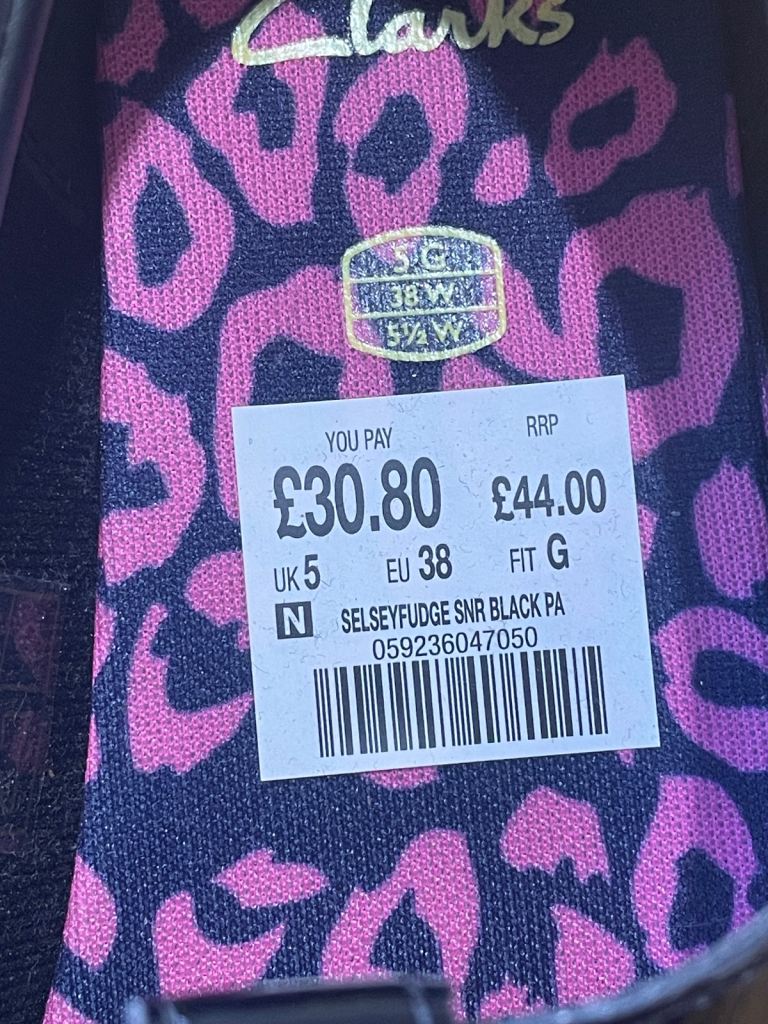 Clarks
5 G
38 W
5½ W
YOU PAY RRP
£30.80 £44.00
UK 5 EU 38 FIT G
N SELSEYFUDGE SNR BLACK PA
059236047050